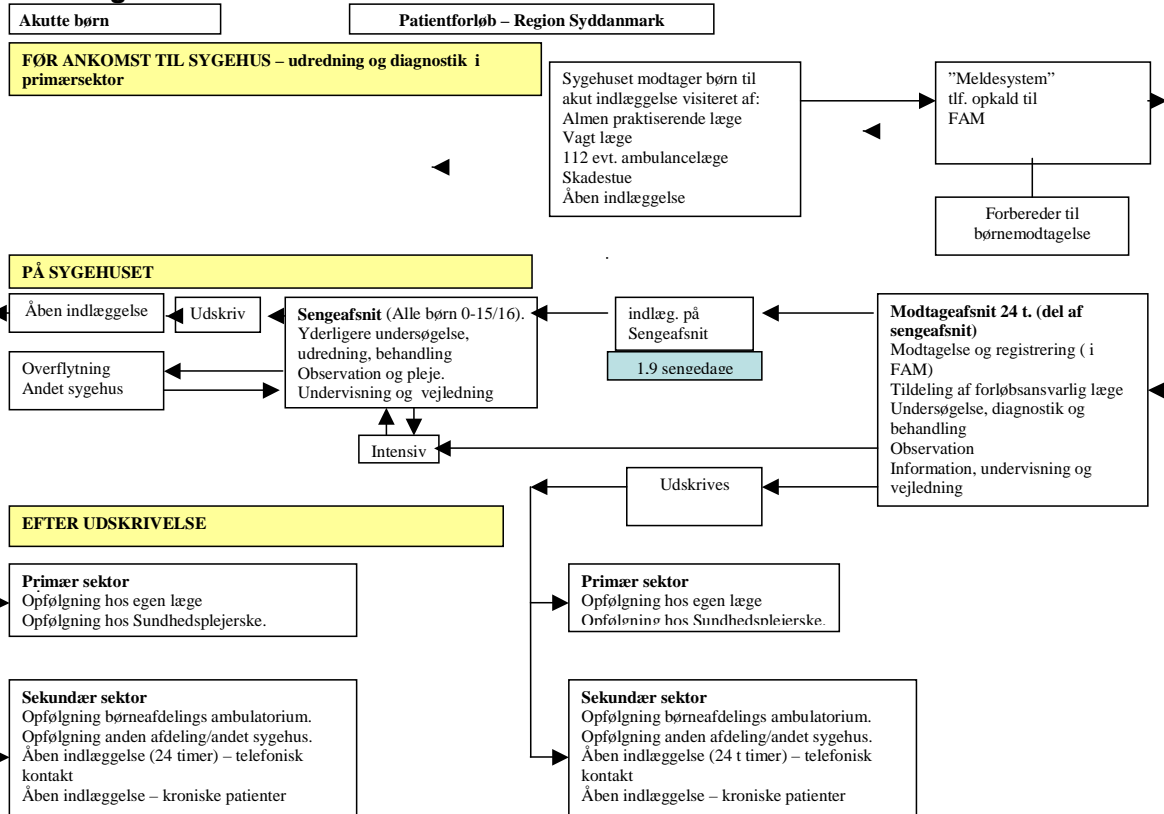 Akutte børn
Patientforløb – Region Syddanmark
FØR ANKOMST TIL SYGEHUS – udredning og diagnostik i
primærsektor
Sygehuset modtager børn til
akut indlæggelse visiteret af:
Almen praktiserende læge
Vagt læge
112 evt. ambulancelæge
Skadestue
Åben indlæggelse
”Meldesystem”
tlf. opkald til
FAM
Forbereder til
børnemodtagelse
PÅ SYGEHUSET
Åben indlæggelse
Udskriv
Sengeafsnit (Alle børn 0-15/16).
Yderligere undersøgelse,
udredning, behandling
Observation og pleje.
Undervisning og vejledning
indlæg. på
Sengeafsnit
1.9 sengedage
Modtageafsnit 24 t. (del af
sengeafsnit)
Modtagelse og registrering ( i
FAM)
Tildeling af forløbsansvarlig læge
Undersøgelse, diagnostik og
behandling
Observation
Information, undervisning og
vejledning
Overflytning
Andet sygehus
Intensiv
Udskrives
EFTER UDSKRIVELSE
Primær sektor
Opfølgning hos egen læge
Opfølgning hos Sundhedsplejerske.
Primær sektor
Opfølgning hos egen læge
Opfølgning hos Sundhedsplejerske.
Sekundær sektor
Opfølgning børneafdelings ambulatorium.
Opfølgning anden afdeling/andet sygehus.
Åben indlæggelse (24 timer) – telefonisk
kontakt
Åben indlæggelse – kroniske patienter
Sekundær sektor
Opfølgning børneafdelings ambulatorium.
Opfølgning anden afdeling/andet sygehus.
Åben indlæggelse (24 t timer) – telefonisk
kontakt
Åben indlæggelse – kroniske patienter